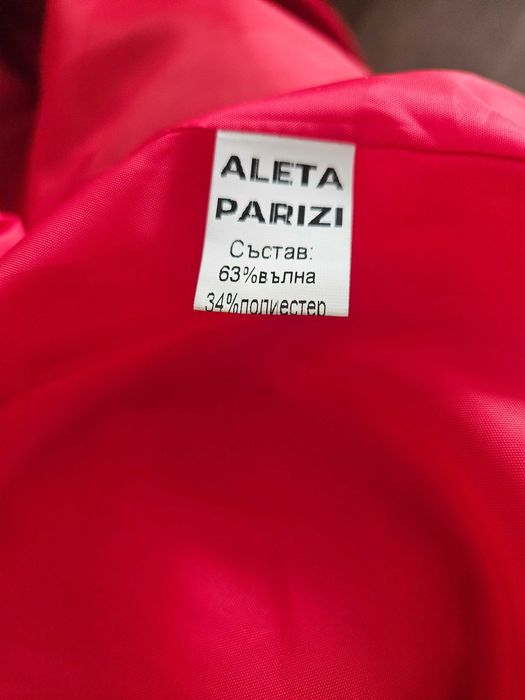 ALETA
PARIZI
Състав:
63%вълна
34%полиестер